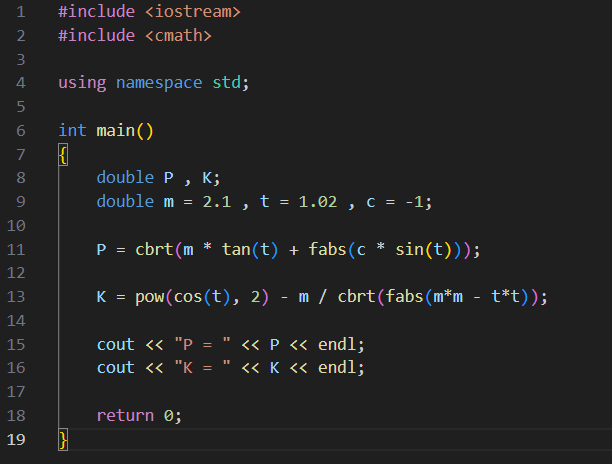 1 #include <iostream>
2 #include <cmath>
3
4 using namespace std;
5
6 int main()
7 {
8     double P , K;
9     double m = 2.1 , t = 1.02 , c = -1;
10
11     P = cbrt(m * tan(t) + fabs(c * sin(t)));
12
13     K = pow(cos(t), 2) - m / cbrt(fabs(m*m - t*t));
14
15     cout << "P = " << P << endl;
16     cout << "K = " << K << endl;
17
18     return 0;
19 }